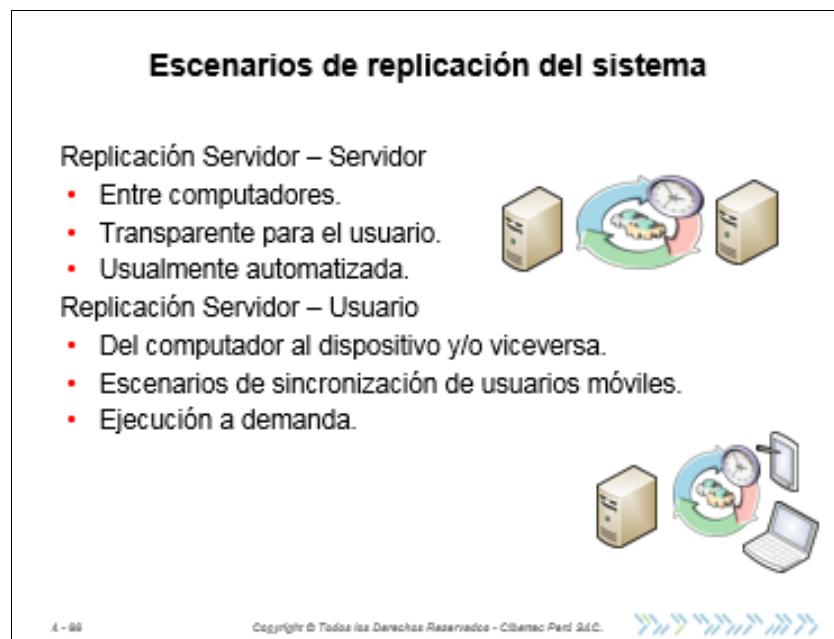 Escenarios de replicación del sistema
Replicación Servidor – Servidor
• Entre computadores.
• Transparente para el usuario.
• Usualmente automatizada.
Replicación Servidor – Usuario
• Del computador al dispositivo y/o viceversa.
• Escenarios de sincronización de usuarios móviles.
• Ejecución a demanda.
Copyright © Todos los Derechos Reservados - Cibertec Perú SAC.